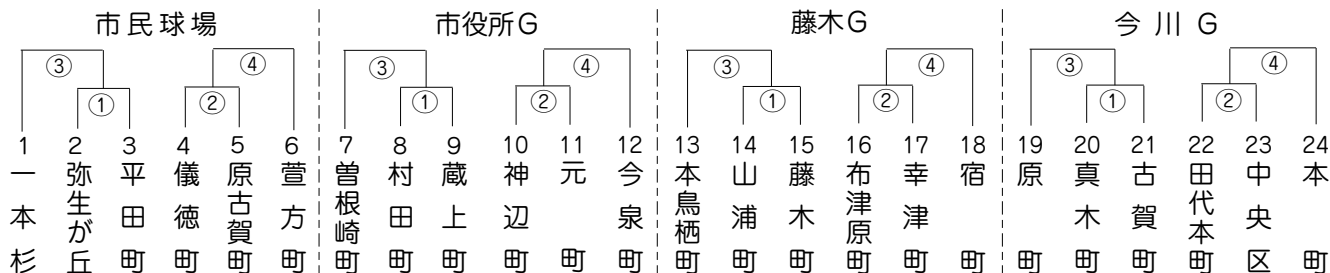 市民球場 市役所G 藤木G 今川G
③ ④ ③ ④ ③ ④ ③ ④
① ② ① ② ① ② ① ②
1 2 3 4 5 6 7 8 9 10 11 12 13 14 15 16 17 18 19 20 21 22 23 24
一本杉
弥生が丘
平田町
儀徳町
原古賀町
萱方町
曽根崎町
村田町
蔵上町
神辺町
元町
今泉町
本鳥栖町
山浦町
藤木町
布津原町
幸津町
宿町
原町
真木町
古賀町
田代本町
中央区
本町